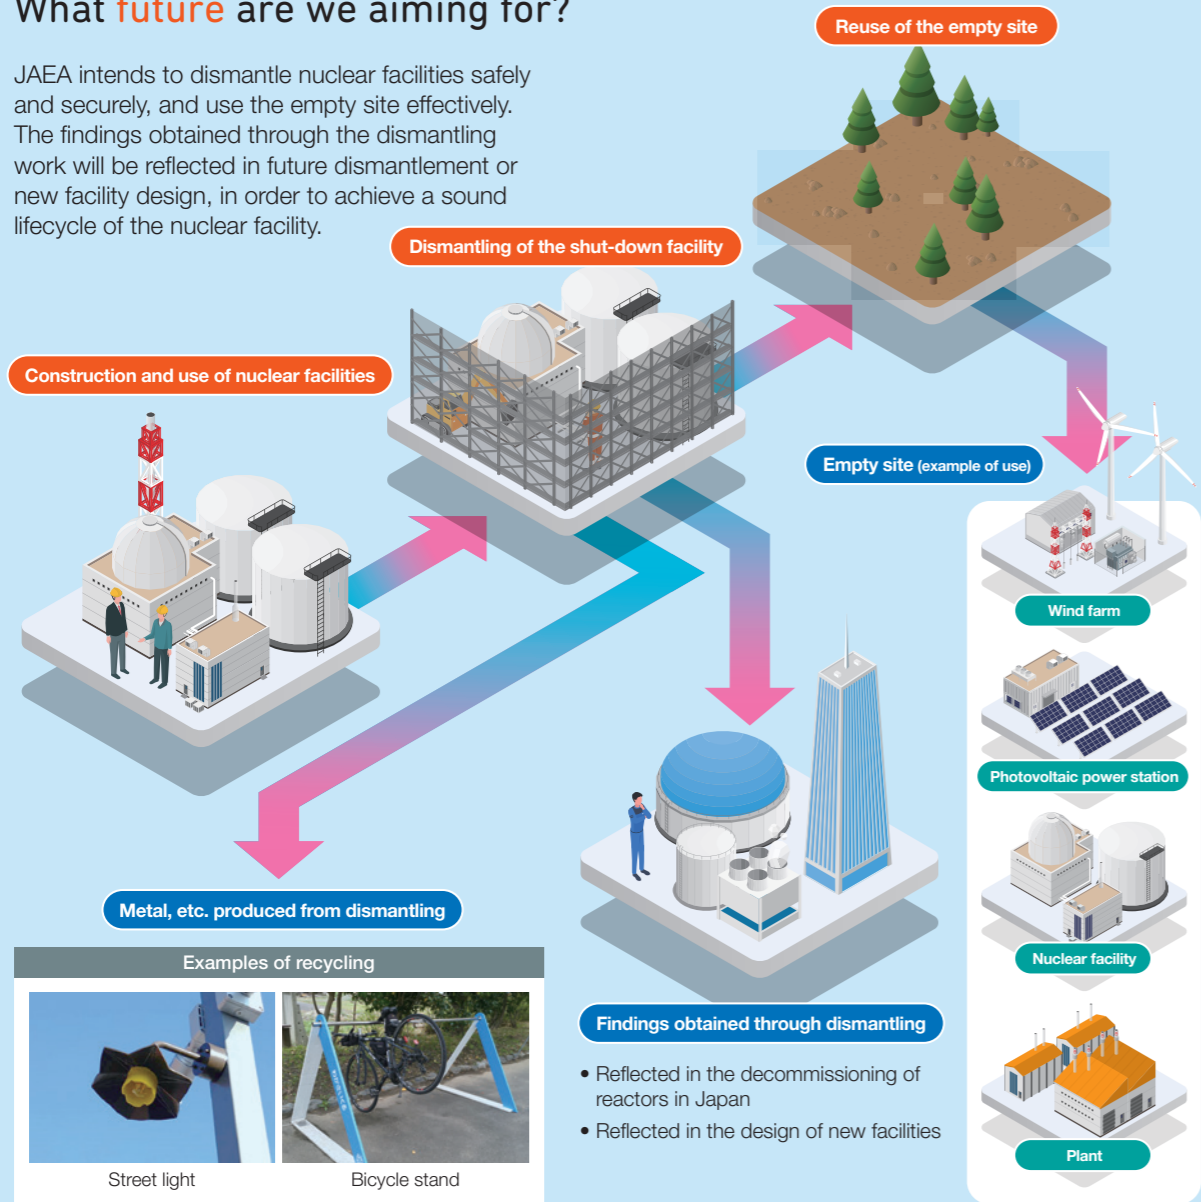 What future are we aiming for?
JAEA intends to dismantle nuclear facilities safely
and securely, and use the empty site effectively.
The findings obtained through the dismantling
work will be reflected in future dismantlement or
new facility design, in order to achieve a sound
lifecycle of the nuclear facility.
Reuse of the empty site
Dismantling of the shut-down facility
Construction and use of nuclear facilities
Empty site (example of use)
Wind farm
Photovoltaic power station
Nuclear facility
Plant
Metal, etc. produced from dismantling
Examples of recycling
Street light
Bicycle stand
Findings obtained through dismantling
• Reflected in the decommissioning of
reactors in Japan
• Reflected in the design of new facilities